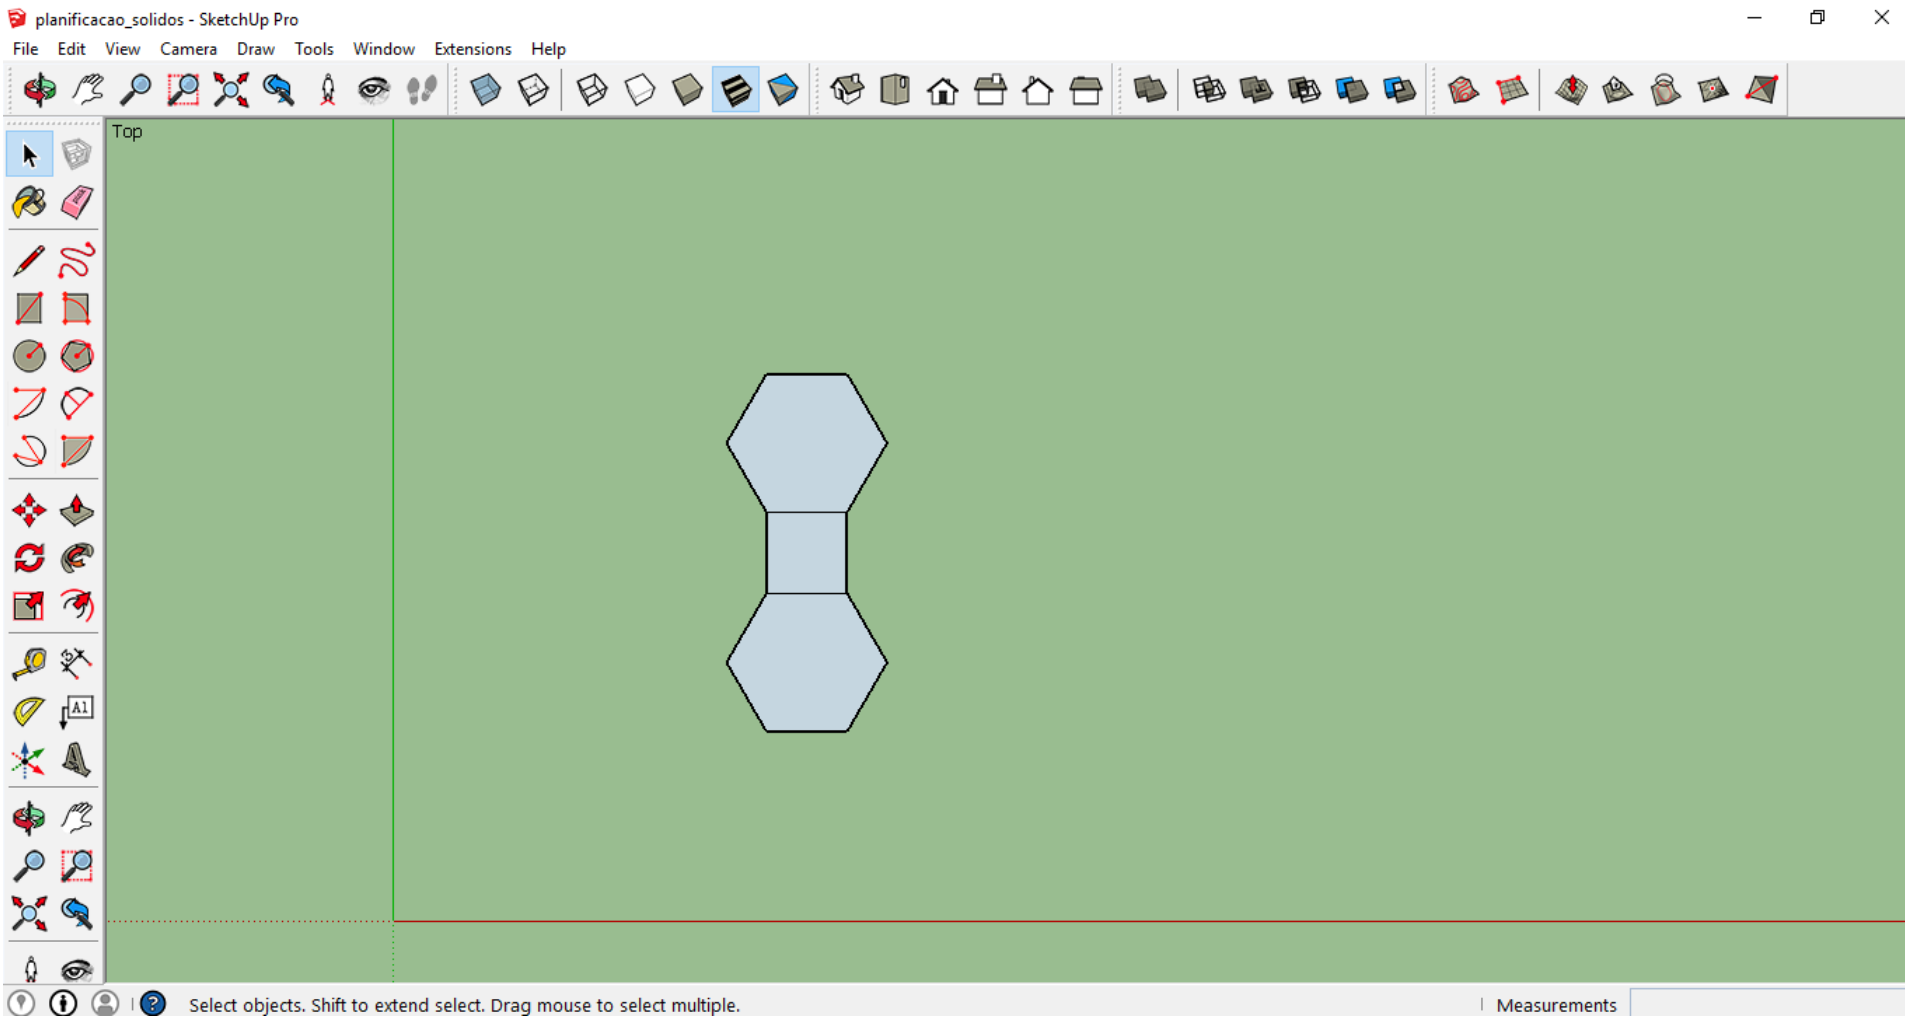 planificacao_solidos - SketchUp Pro
File Edit View Camera Draw Tools Window Extensions Help
Top
A1
Select objects. Shift to extend select. Drag mouse to select multiple.
Measurements